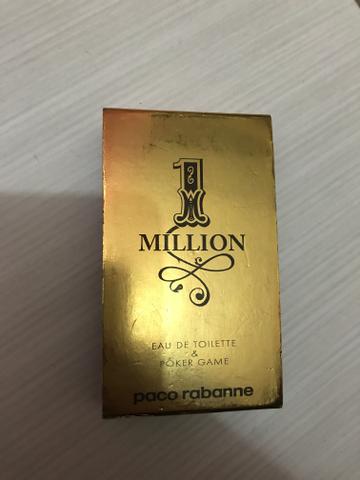 1
MILLION
EAU DE TOILETTE
&
POKER GAME
paco rabanne